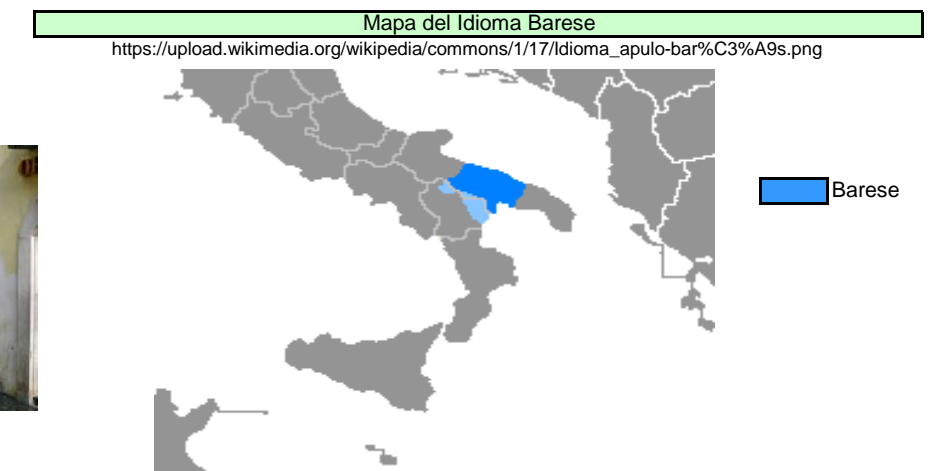 Mapa del Idioma Barese
https://upload.wikimedia.org/wikipedia/commons/1/17/Idioma_apulo-bar%C3%A9s.png
Barese